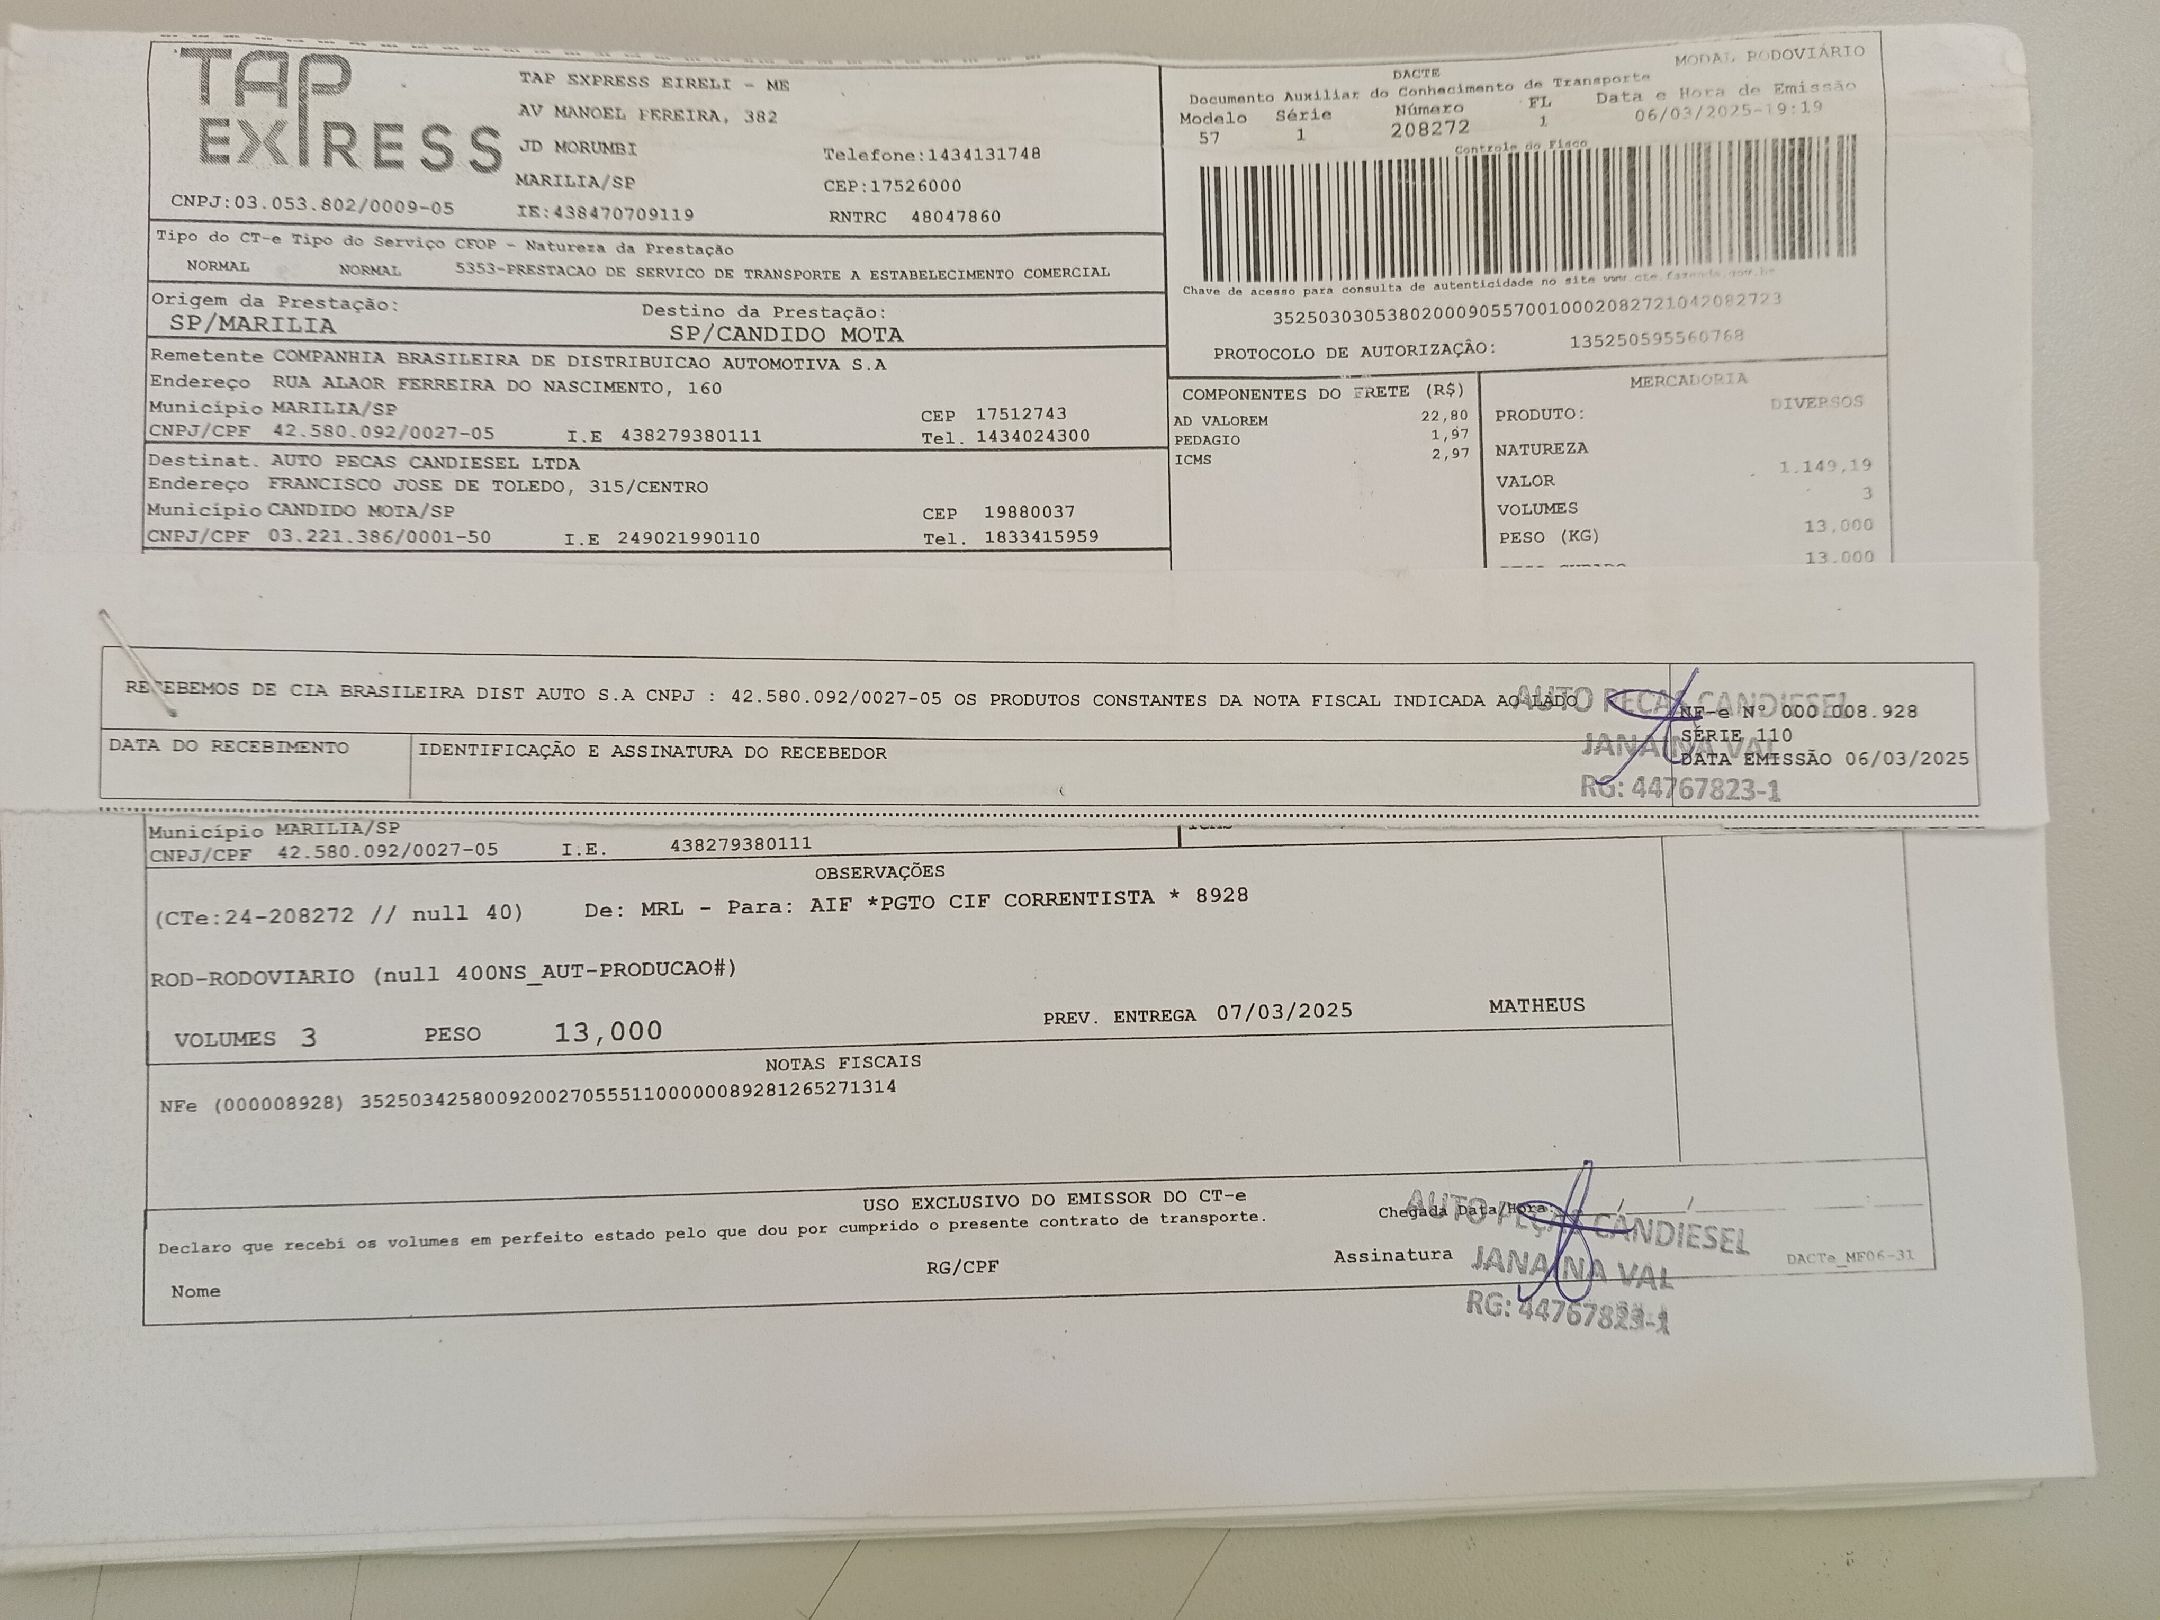 TAP EXPRESS
TAP EXPRESS EIRELI - ME
AV MANOEL FEREIRA, 382
JD MORUMBI
Telefone:1434131748
MARILIA/SP
CEP:17526000
CNPJ:03.053.802/0009-05
IE:438470709119
RNTRC 48047860
MODAL RODOVIÁRIO
DACTE
Documento Auxiliar do Conhecimento de Transporte
Modelo Série Número FL Data e Hora de Emissão
57 1 208272 1 06/03/2025-19:19
Controle do Fisco
Chave de acesso para consulta de autenticidade no site www.cte.fazenda.gov.br
35250303053802000905570010002082721042082723
PROTOCOLO DE AUTORIZAÇÃO: 135250595560768
Tipo do CT-e Tipo do Serviço CFOP - Natureza da Prestação
NORMAL NORMAL 5353-PRESTACAO DE SERVICO DE TRANSPORTE A ESTABELECIMENTO COMERCIAL
Origem da Prestação: Destino da Prestação:
SP/MARILIA SP/CANDIDO MOTA
Remetente COMPANHIA BRASILEIRA DE DISTRIBUICAO AUTOMOTIVA S.A
Endereço RUA ALAOR FERREIRA DO NASCIMENTO, 160
Município MARILIA/SP CEP 17512743
CNPJ/CPF 42.580.092/0027-05 I.E 438279380111 Tel. 1434024300
Destinat. AUTO PECAS CANDIESEL LTDA
Endereço FRANCISCO JOSE DE TOLEDO, 315/CENTRO
Município CANDIDO MOTA/SP CEP 19880037
CNPJ/CPF 03.221.386/0001-50 I.E 249021990110 Tel. 1833415959
COMPONENTES DO FRETE (R$)
AD VALOREM 22,80
PEDAGIO 1,97
ICMS 2,97
MERCADORIA
PRODUTO: DIVERSOS
NATUREZA
VALOR 1.149,19
VOLUMES 3
PESO (KG) 13,000
13.000
RECEBEMOS DE CIA BRASILEIRA DIST AUTO S.A CNPJ : 42.580.092/0027-05 OS PRODUTOS CONSTANTES DA NOTA FISCAL INDICADA AO LADO
DATA DO RECEBIMENTO
IDENTIFICAÇÃO E ASSINATURA DO RECEBEDOR
NF-e N° 000.008.928
SÉRIE 110
DATA EMISSÃO 06/03/2025
AUTO PEÇAS CANDIESEL
JANAINA VAL
RG: 44767823-1
Município MARILIA/SP
CNPJ/CPF 42.580.092/0027-05 I.E. 438279380111
OBSERVAÇÕES
(CTe:24-208272 // null 40) De: MRL - Para: AIF *PGTO CIF CORRENTISTA * 8928
ROD-RODOVIARIO (null 400NS_AUT-PRODUCAO#)
VOLUMES 3 PESO 13,000 PREV. ENTREGA 07/03/2025 MATHEUS
NOTAS FISCAIS
NFe (000008928) 35250342580092002705551100000089281265271314
USO EXCLUSIVO DO EMISSOR DO CT-e
Declaro que recebi os volumes em perfeito estado pelo que dou por cumprido o presente contrato de transporte.
Chegada Data/Hora:
Nome RG/CPF Assinatura
DACTe_MF06-31
AUTO PEÇAS CANDIESEL
JANAINA VAL
RG: 44767823-1